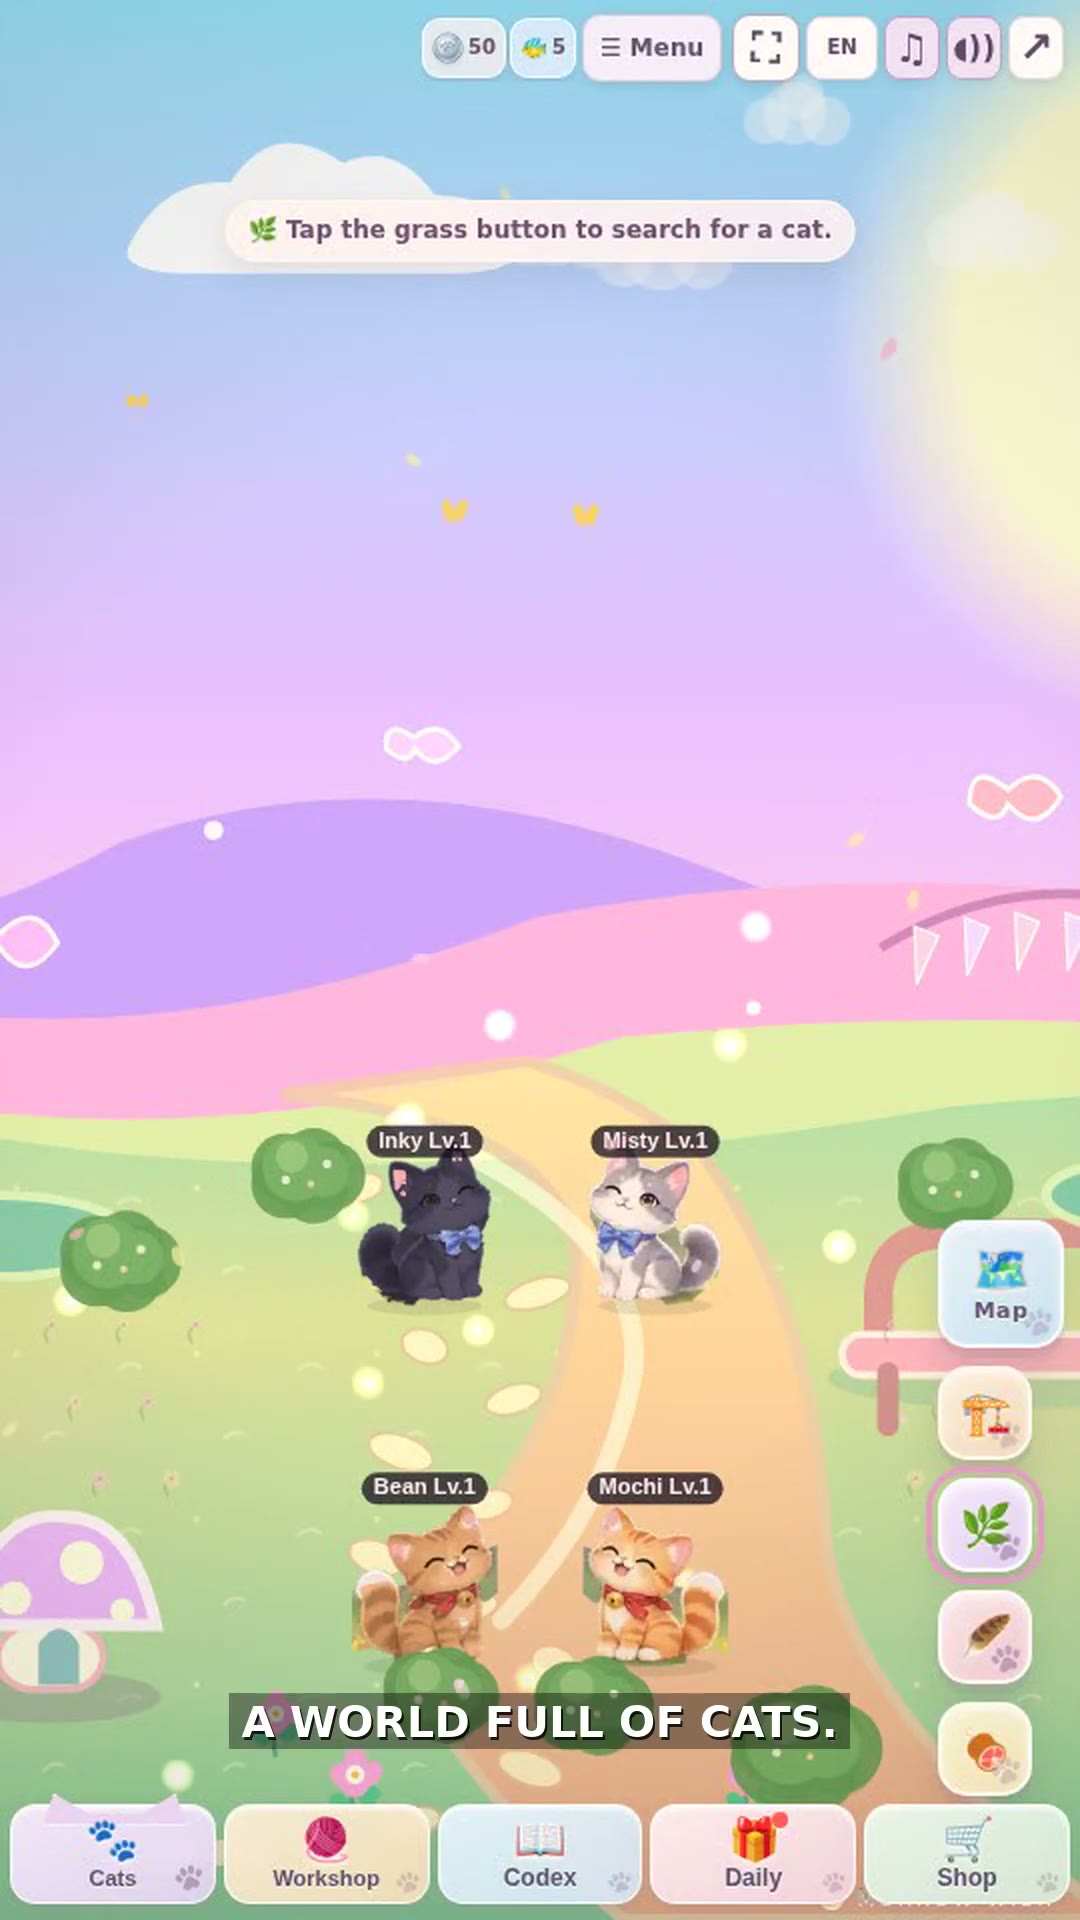 50
5
☰ Menu
EN
🌿 Tap the grass button to search for a cat.
Inky Lv.1
Misty Lv.1
Map
Bean Lv.1
Mochi Lv.1
A WORLD FULL OF CATS.
Cats
Workshop
Codex
Daily
Shop